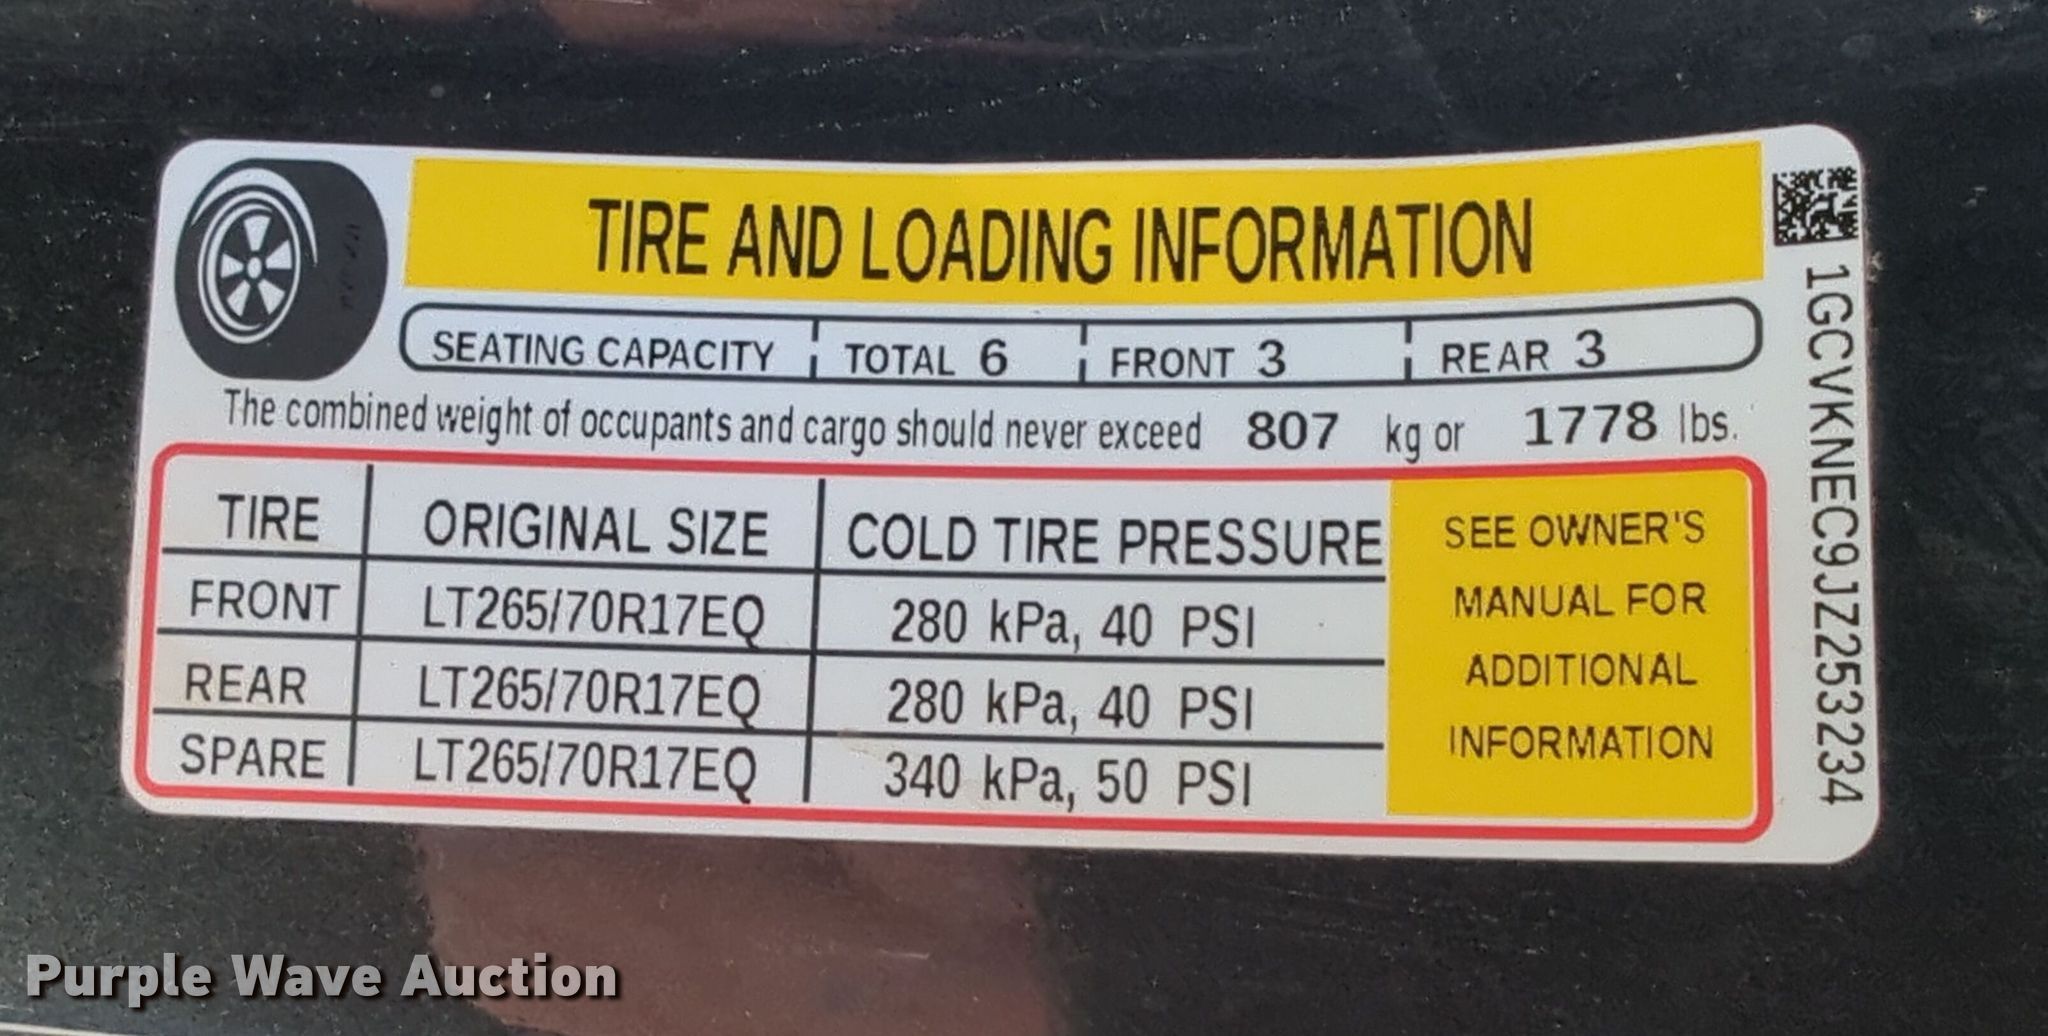 TIRE AND LOADING INFORMATION
SEATING CAPACITY TOTAL 6 FRONT 3 REAR 3
The combined weight of occupants and cargo should never exceed 807 kg or 1778 lbs.
TIRE ORIGINAL SIZE COLD TIRE PRESSURE
FRONT LT265/70R17EQ 280 kPa, 40 PSI
REAR LT265/70R17EQ 280 kPa, 40 PSI
SPARE LT265/70R17EQ 340 kPa, 50 PSI
SEE OWNER'S
MANUAL FOR
ADDITIONAL
INFORMATION
1GCVKNEC9JZ253234
Purple Wave Auction